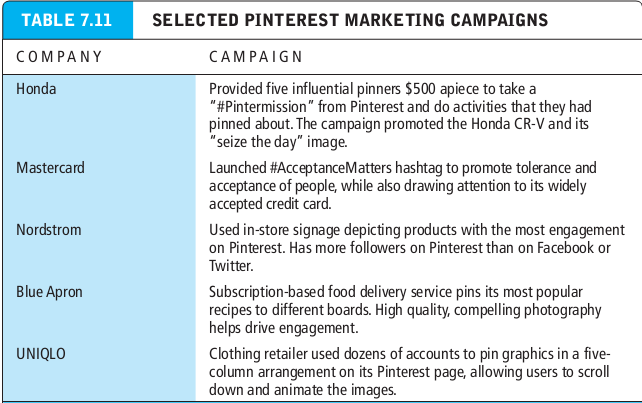 TABLE 7.11 SELECTED PINTEREST MARKETING CAMPAIGNS
COMPANY CAMPAIGN
Honda Provided five influential pinners $500 apiece to take a
“#Pintermission” from Pinterest and do activities that they had
pinned about. The campaign promoted the Honda CR-V and its
“seize the day” image.
Mastercard Launched #AcceptanceMatters hashtag to promote tolerance and
acceptance of people, while also drawing attention to its widely
accepted credit card.
Nordstrom Used in-store signage depicting products with the most engagement
on Pinterest. Has more followers on Pinterest than on Facebook or
Twitter.
Blue Apron Subscription-based food delivery service pins its most popular
recipes to different boards. High quality, compelling photography
helps drive engagement.
UNIQLO Clothing retailer used dozens of accounts to pin graphics in a five-
column arrangement on its Pinterest page, allowing users to scroll
down and animate the images.